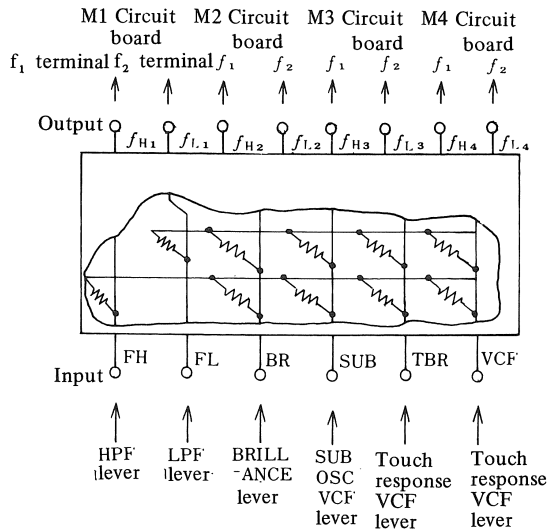 M1 Circuit M2 Circuit M3 Circuit M4 Circuit
board board board board
f₁ terminal f₂ terminal f₁ f₂ f₁ f₂ f₁ f₂
Output
fH1 fL1 fH2 fL2 fH3 fL3 fH4 fL4
FH FL BR SUB TBR VCF
Input
HPF LPF BRILL SUB Touch Touch
lever lever -ANCE OSC response response
lever VCF VCF VCF
lever lever lever